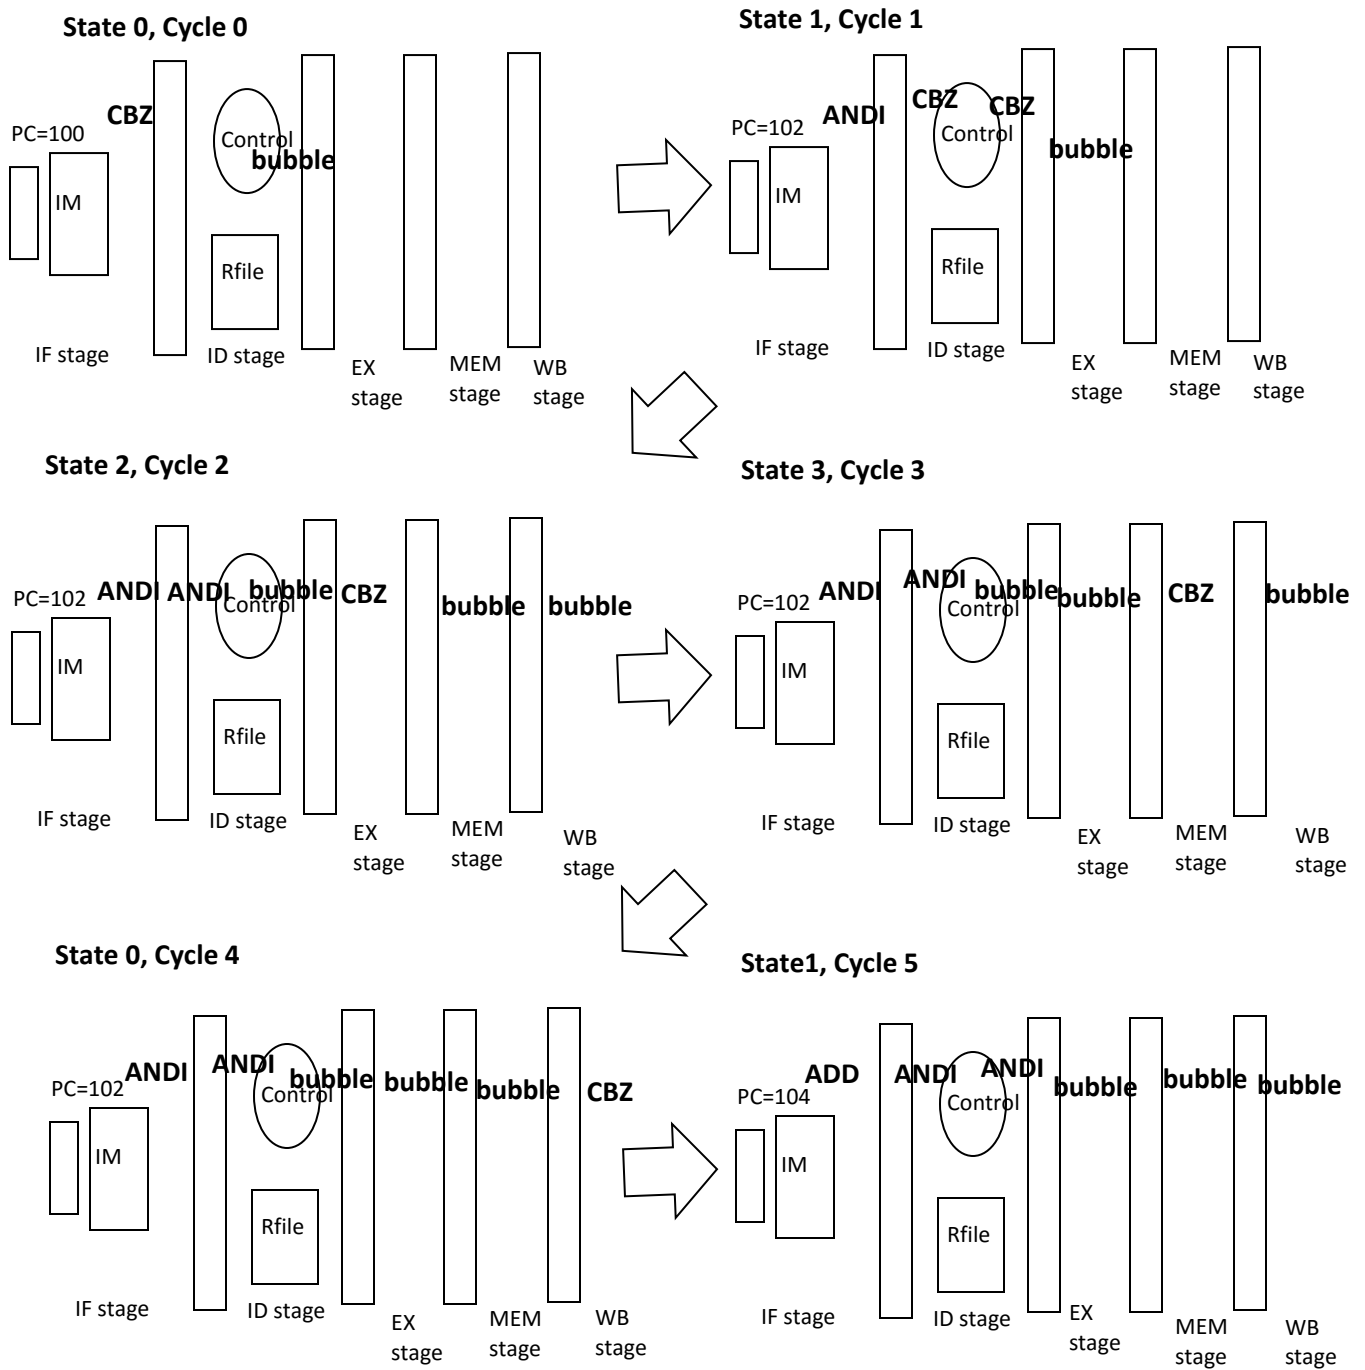 State 0, Cycle 0
CBZ
PC=100
Control
bubble
IM
Rfile
IF stage
ID stage
EX
stage
MEM
stage
WB
stage
State 1, Cycle 1
ANDI
CBZ
CBZ
PC=102
Control
bubble
IM
Rfile
IF stage
ID stage
EX
stage
MEM
stage
WB
stage
State 2, Cycle 2
ANDI
ANDI
bubble
CBZ
bubble
bubble
PC=102
Control
IM
Rfile
IF stage
ID stage
EX
stage
MEM
stage
WB
stage
State 3, Cycle 3
ANDI
ANDI
bubble
bubble
CBZ
bubble
PC=102
Control
IM
Rfile
IF stage
ID stage
EX
stage
MEM
stage
WB
stage
State 0, Cycle 4
ANDI
ANDI
bubble
bubble
bubble
CBZ
PC=102
Control
IM
Rfile
IF stage
ID stage
EX
stage
MEM
stage
WB
stage
State1, Cycle 5
ADD
ANDI
ANDI
bubble
bubble
bubble
PC=104
Control
IM
Rfile
IF stage
ID stage
EX
stage
MEM
stage
WB
stage